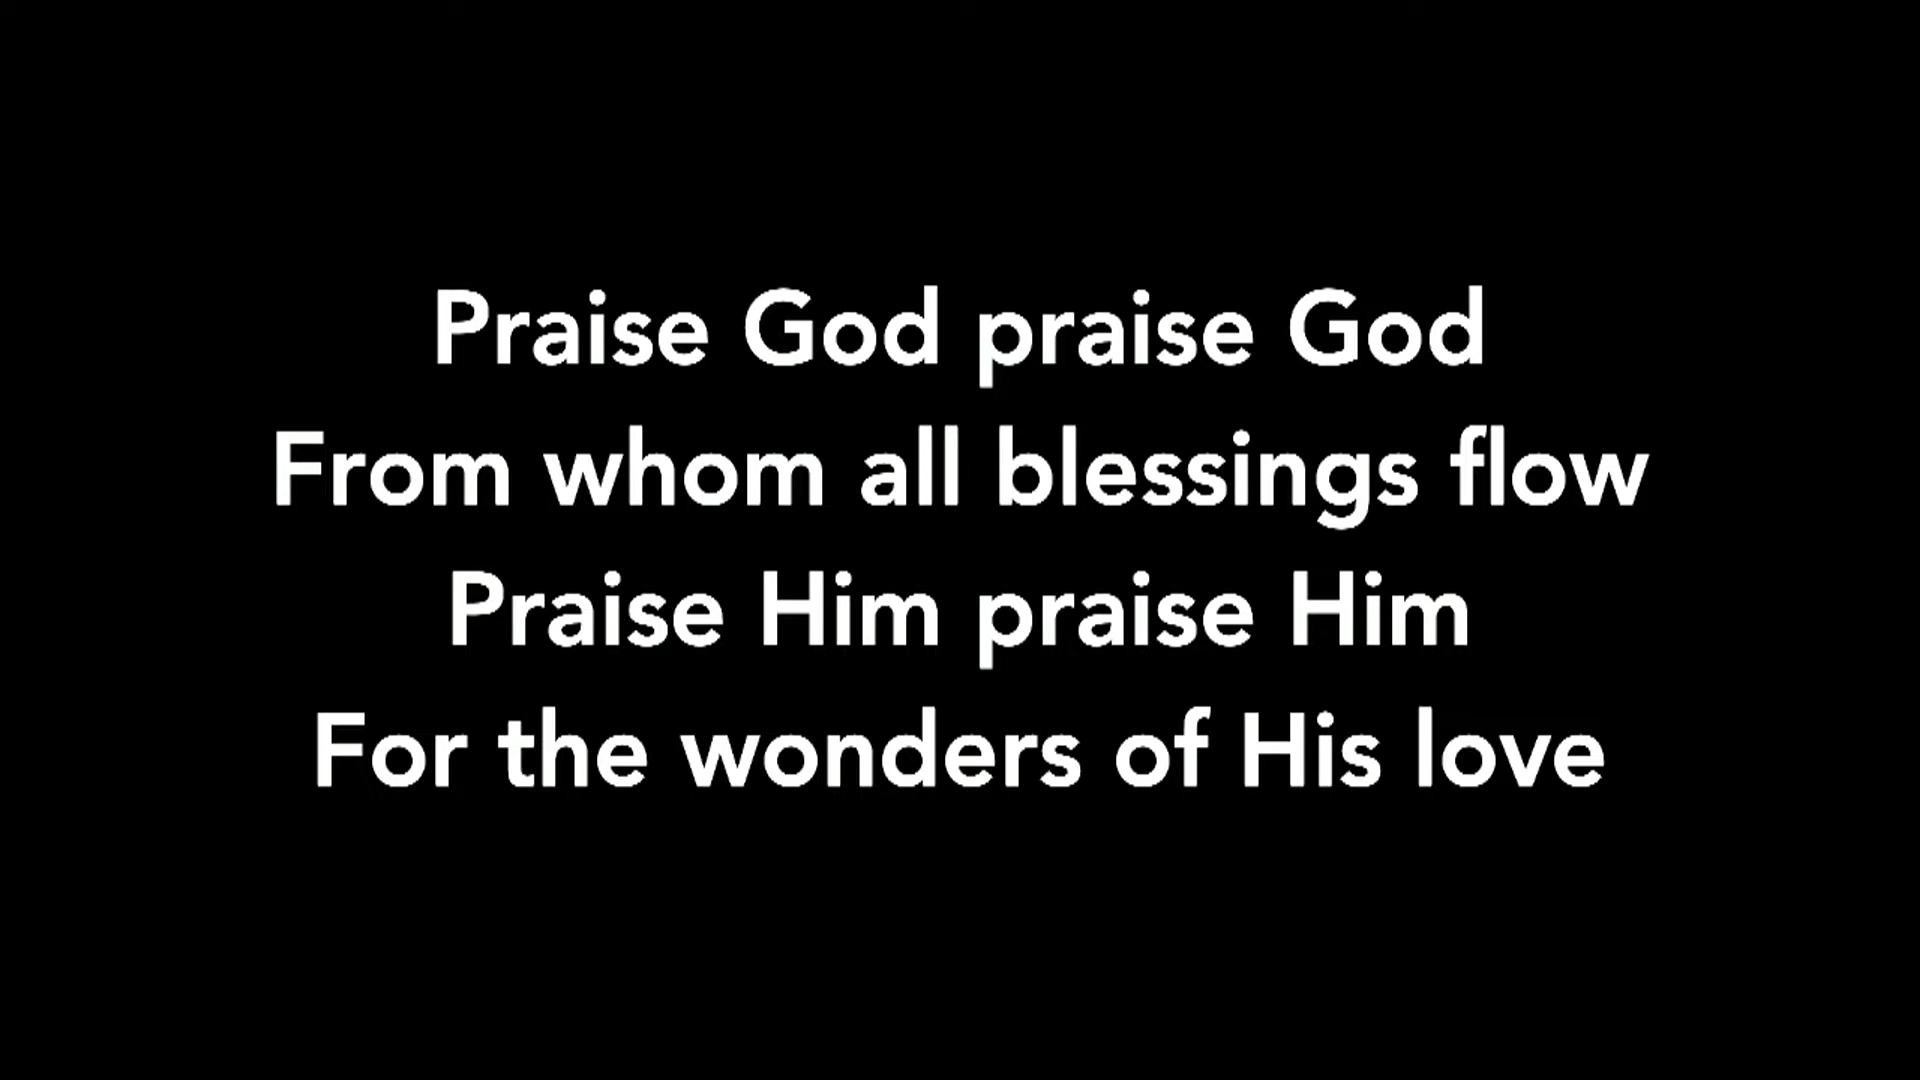 Praise God praise God
From whom all blessings flow
Praise Him praise Him
For the wonders of His love